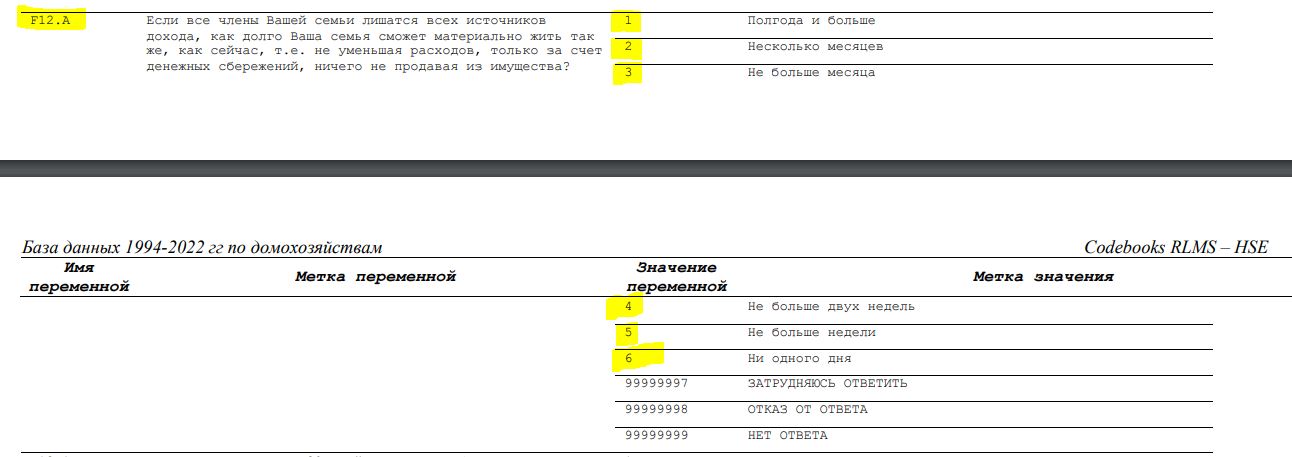 F12.A Если все члены Вашей семьи лишатся всех источников 1 Полгода и больше
дохода, как долго Ваша семья сможет материально жить так
же, как сейчас, т.е. не уменьшая расходов, только за счет 2 Несколько месяцев
денежных сбережений, ничего не продавая из имущества? 3 Не больше месяца
База данных 1994-2022 гг по домохозяйствам Codebooks RLMS – HSE
Имя переменной Метка переменной Значение переменной Метка значения
4 Не больше двух недель
5 Не больше недели
6 Ни одного дня
99999997 ЗАТРУДНЯЮСЬ ОТВЕТИТЬ
99999998 ОТКАЗ ОТ ОТВЕТА
99999999 НЕТ ОТВЕТА